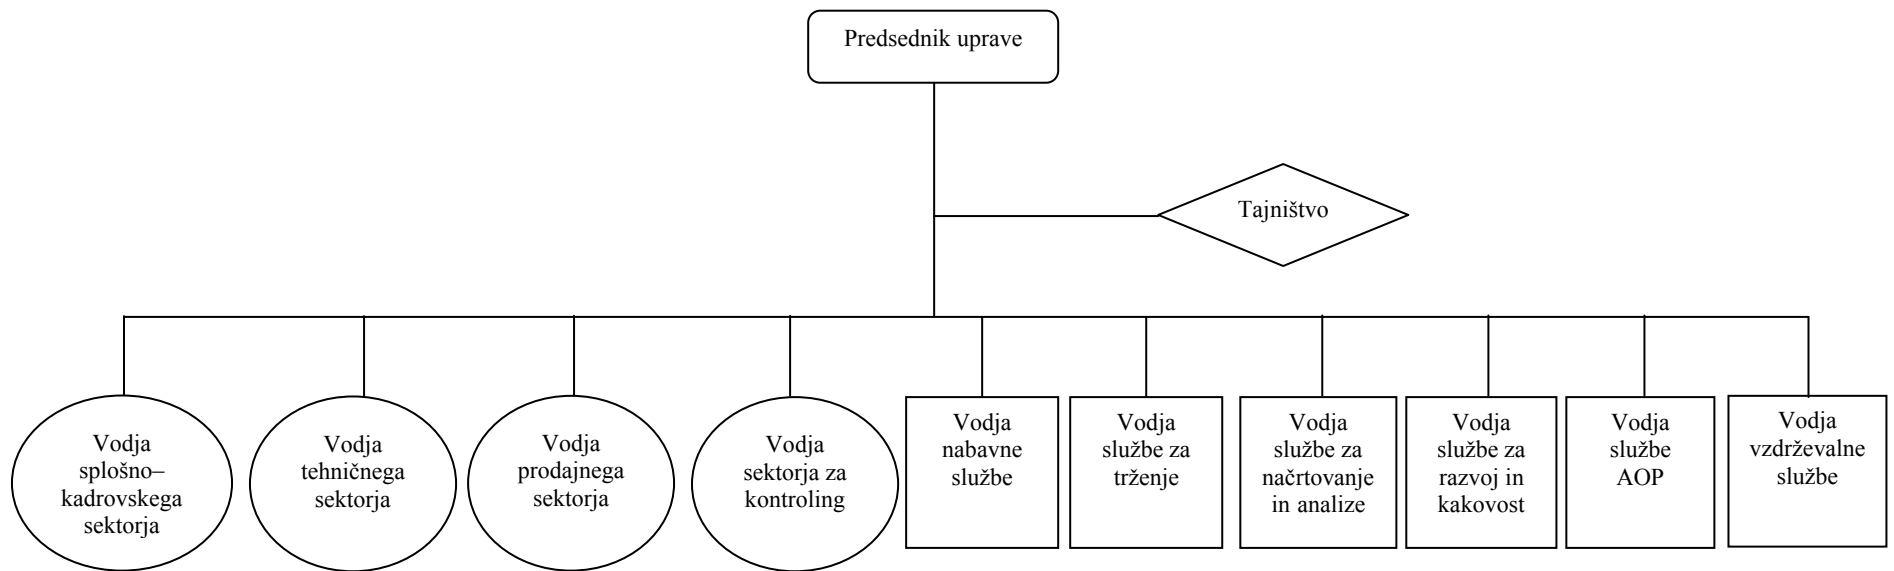 Predsednik uprave
Tajništvo
Vodja
splošno–
kadrovskega
sektorja
Vodja
tehničnega
sektorja
Vodja
prodajnega
sektorja
Vodja
sektorja za
kontroling
Vodja
nabavne
službe
Vodja
službe za
trženje
Vodja
službe za
načrtovanje
in analize
Vodja
službe za
razvoj in
kakovost
Vodja
službe
AOP
Vodja
vzdrževalne
službe